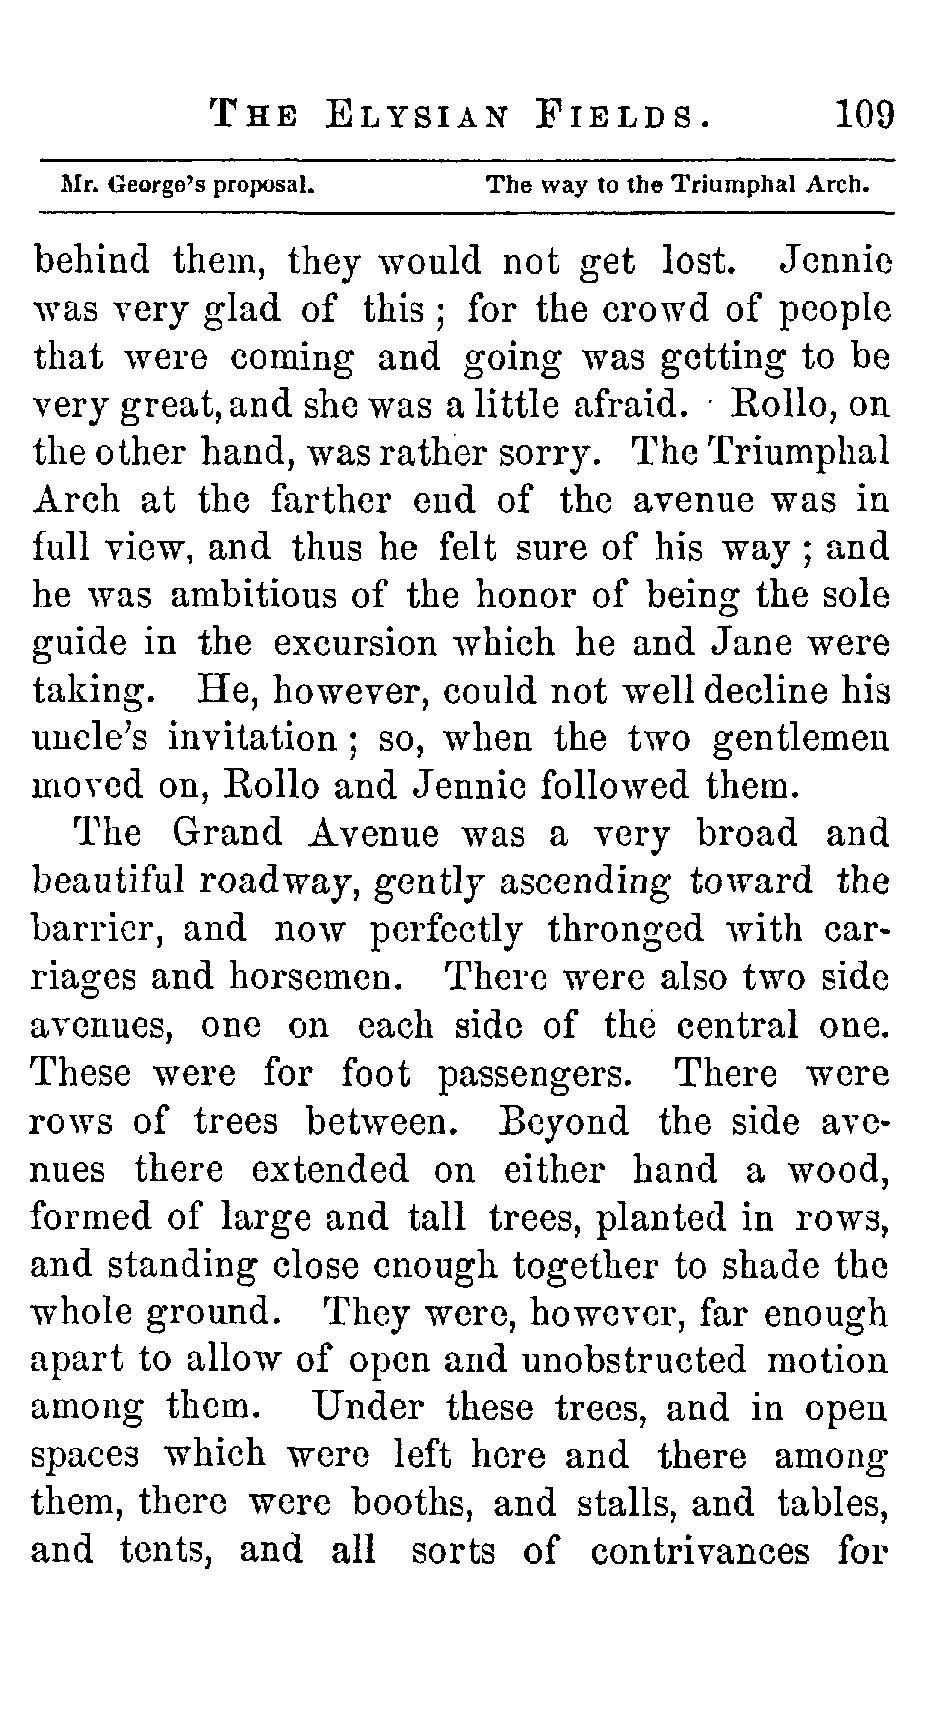 THE ELYSIAN FIELDS. 109
Mr. George's proposal. The way to the Triumphal Arch.
behind them, they would not get lost. Jennie
was very glad of this ; for the crowd of people
that were coming and going was getting to be
very great, and she was a little afraid. Rollo, on
the other hand, was rather sorry. The Triumphal
Arch at the farther end of the avenue was in
full view, and thus he felt sure of his way ; and
he was ambitious of the honor of being the sole
guide in the excursion which he and Jane were
taking. He, however, could not well decline his
uncle's invitation ; so, when the two gentlemen
moved on, Rollo and Jennie followed them.
The Grand Avenue was a very broad and
beautiful roadway, gently ascending toward the
barrier, and now perfectly thronged with car-
riages and horsemen. There were also two side
avenues, one on each side of the central one.
These were for foot passengers. There were
rows of trees between. Beyond the side ave-
nues there extended on either hand a wood,
formed of large and tall trees, planted in rows,
and standing close enough together to shade the
whole ground. They were, however, far enough
apart to allow of open and unobstructed motion
among them. Under these trees, and in open
spaces which were left here and there among
them, there were booths, and stalls, and tables,
and tents, and all sorts of contrivances for